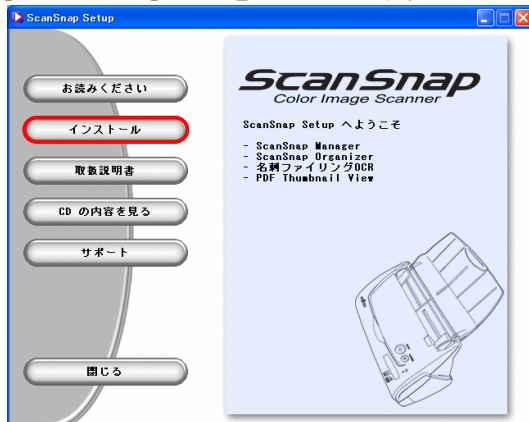 ScanSnap Setup
お読みください
インストール
取扱説明書
CD の内容を見る
サポート
閉じる
ScanSnap
Color Image Scanner
ScanSnap Setup へようこそ
- ScanSnap Manager
- ScanSnap Organizer
- 名刺ファイリングOCR
- PDF Thumbnail View